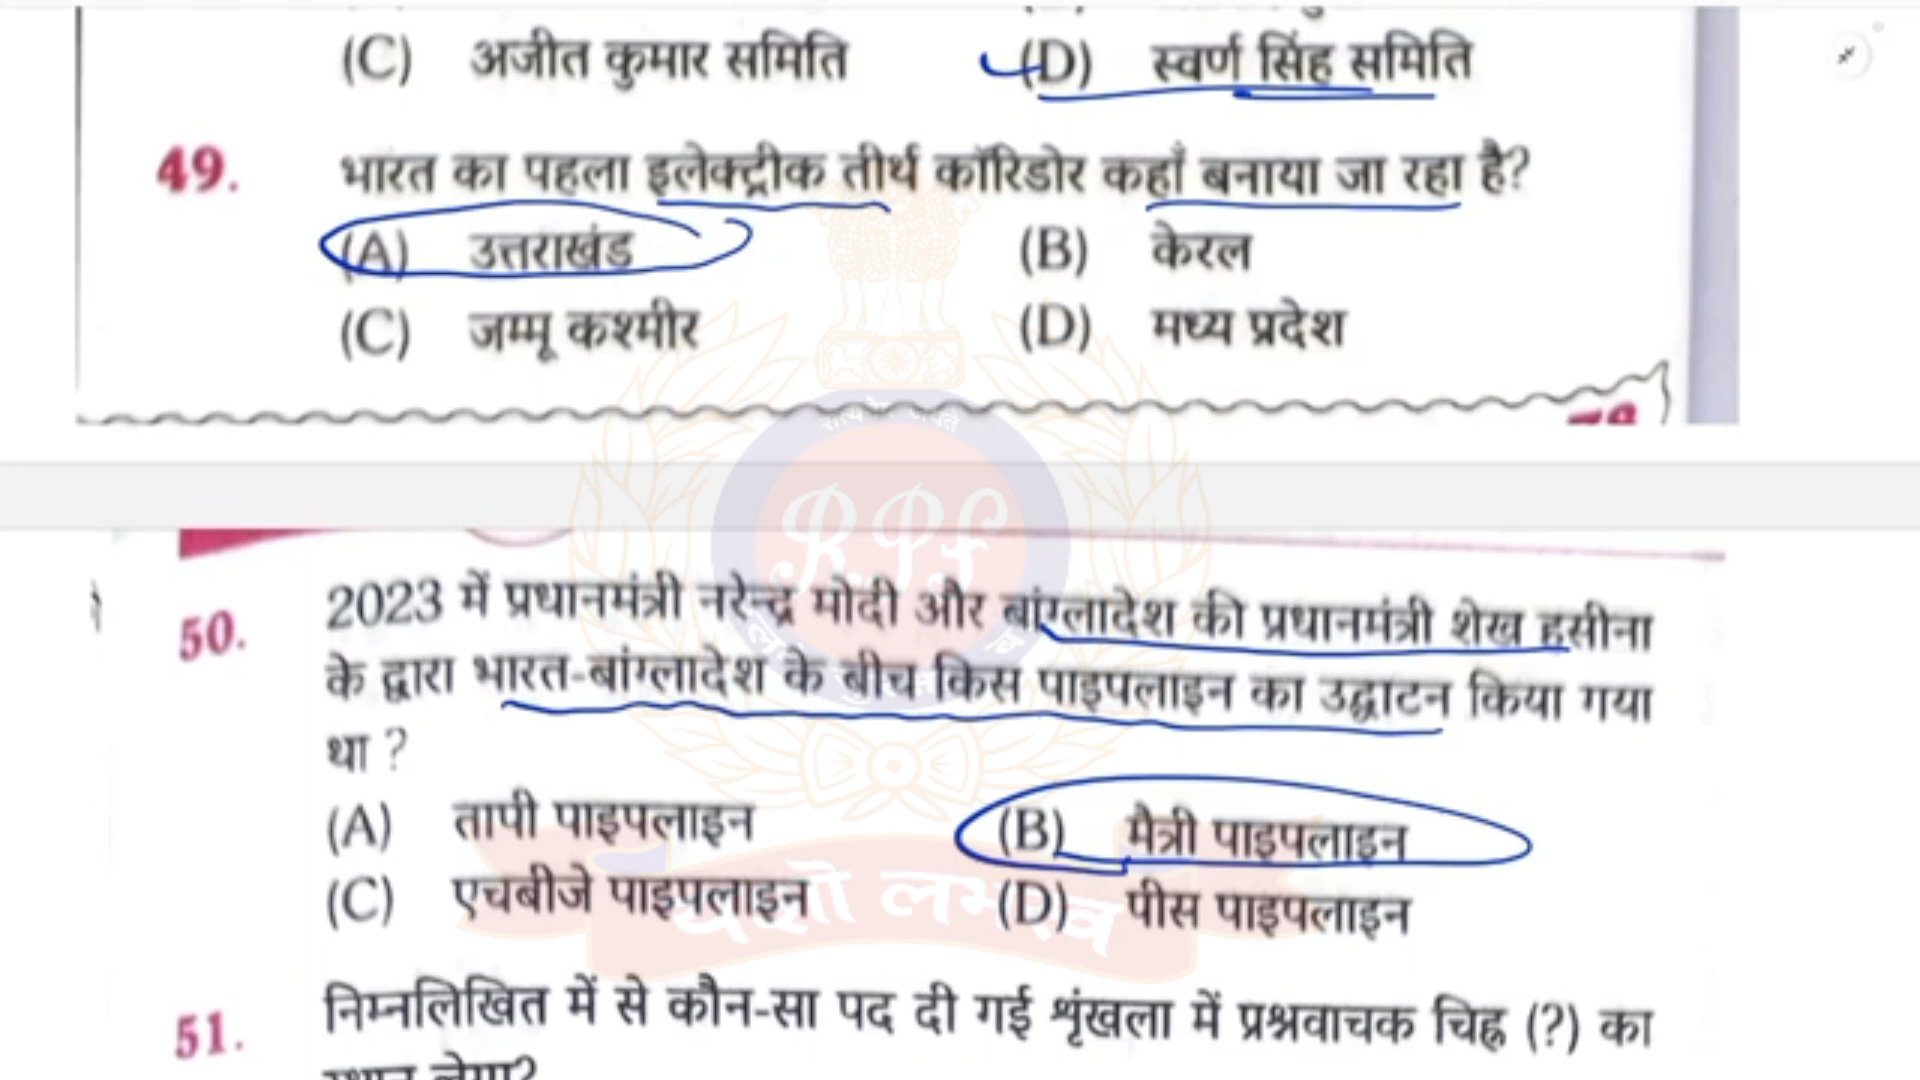 (C) अजीत कुमार समिति (D) स्वर्ण सिंह समिति
49. भारत का पहला इलेक्ट्रीक तीर्थ कॉरिडोर कहाँ बनाया जा रहा है?
(A) उत्तराखंड (B) केरल
(C) जम्मू कश्मीर (D) मध्य प्रदेश
R.P.f
50. 2023 में प्रधानमंत्री नरेन्द्र मोदी और बांग्लादेश की प्रधानमंत्री शेख हसीना
के द्वारा भारत-बांग्लादेश के बीच किस पाइपलाइन का उद्घाटन किया गया
था ?
(A) तापी पाइपलाइन (B) मैत्री पाइपलाइन
(C) एचबीजे पाइपलाइन (D) पीस पाइपलाइन
यशो लभस्व
51. निम्नलिखित में से कौन-सा पद दी गई शृंखला में प्रश्नवाचक चिह्न (?) का